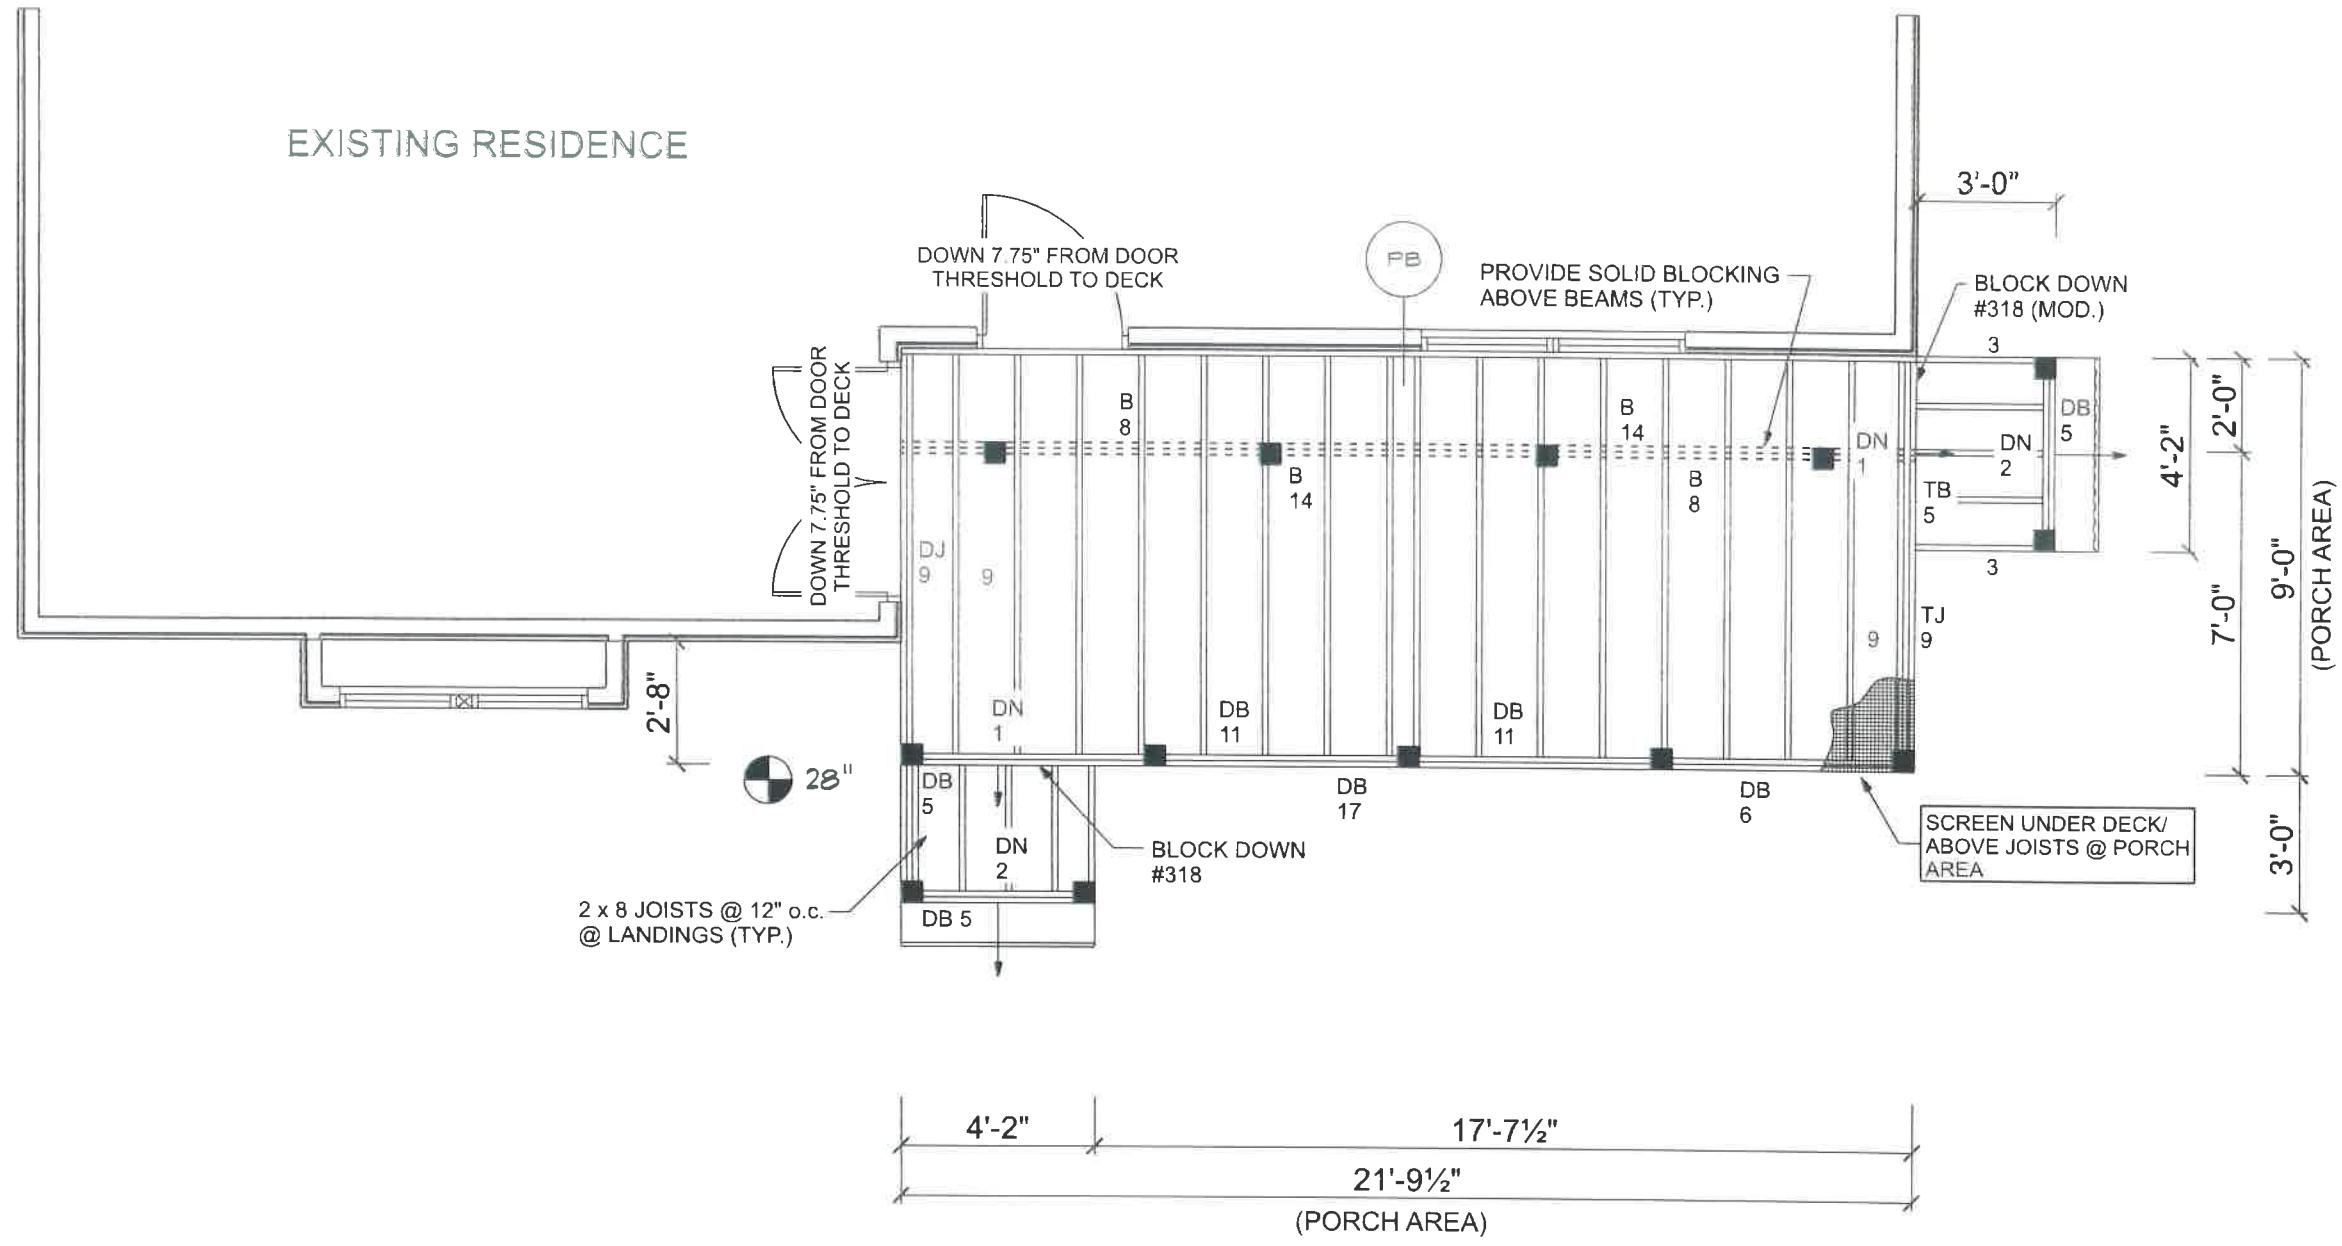 EXISTING RESIDENCE
3'-0"
DOWN 7.75" FROM DOOR
THRESHOLD TO DECK
PB
PROVIDE SOLID BLOCKING
ABOVE BEAMS (TYP.)
BLOCK DOWN
#318 (MOD.)
3
DOWN 7.75" FROM DOOR
THRESHOLD TO DECK
B
8
B
14
DN
1
DN
2
DB
5
B
14
B
8
TB
5
3
4'-2"
2'-0"
7'-0"
9'-0"
(PORCH AREA)
DJ
9
9
9
TJ
9
2'-8"
DN
1
DB
11
DB
11
28"
DB
5
DB
17
DB
6
DN
2
BLOCK DOWN
#318
SCREEN UNDER DECK/
ABOVE JOISTS @ PORCH
AREA
3'-0"
2 x 8 JOISTS @ 12" o.c.
@ LANDINGS (TYP.)
DB 5
4'-2"
17'-7½"
21'-9½"
(PORCH AREA)